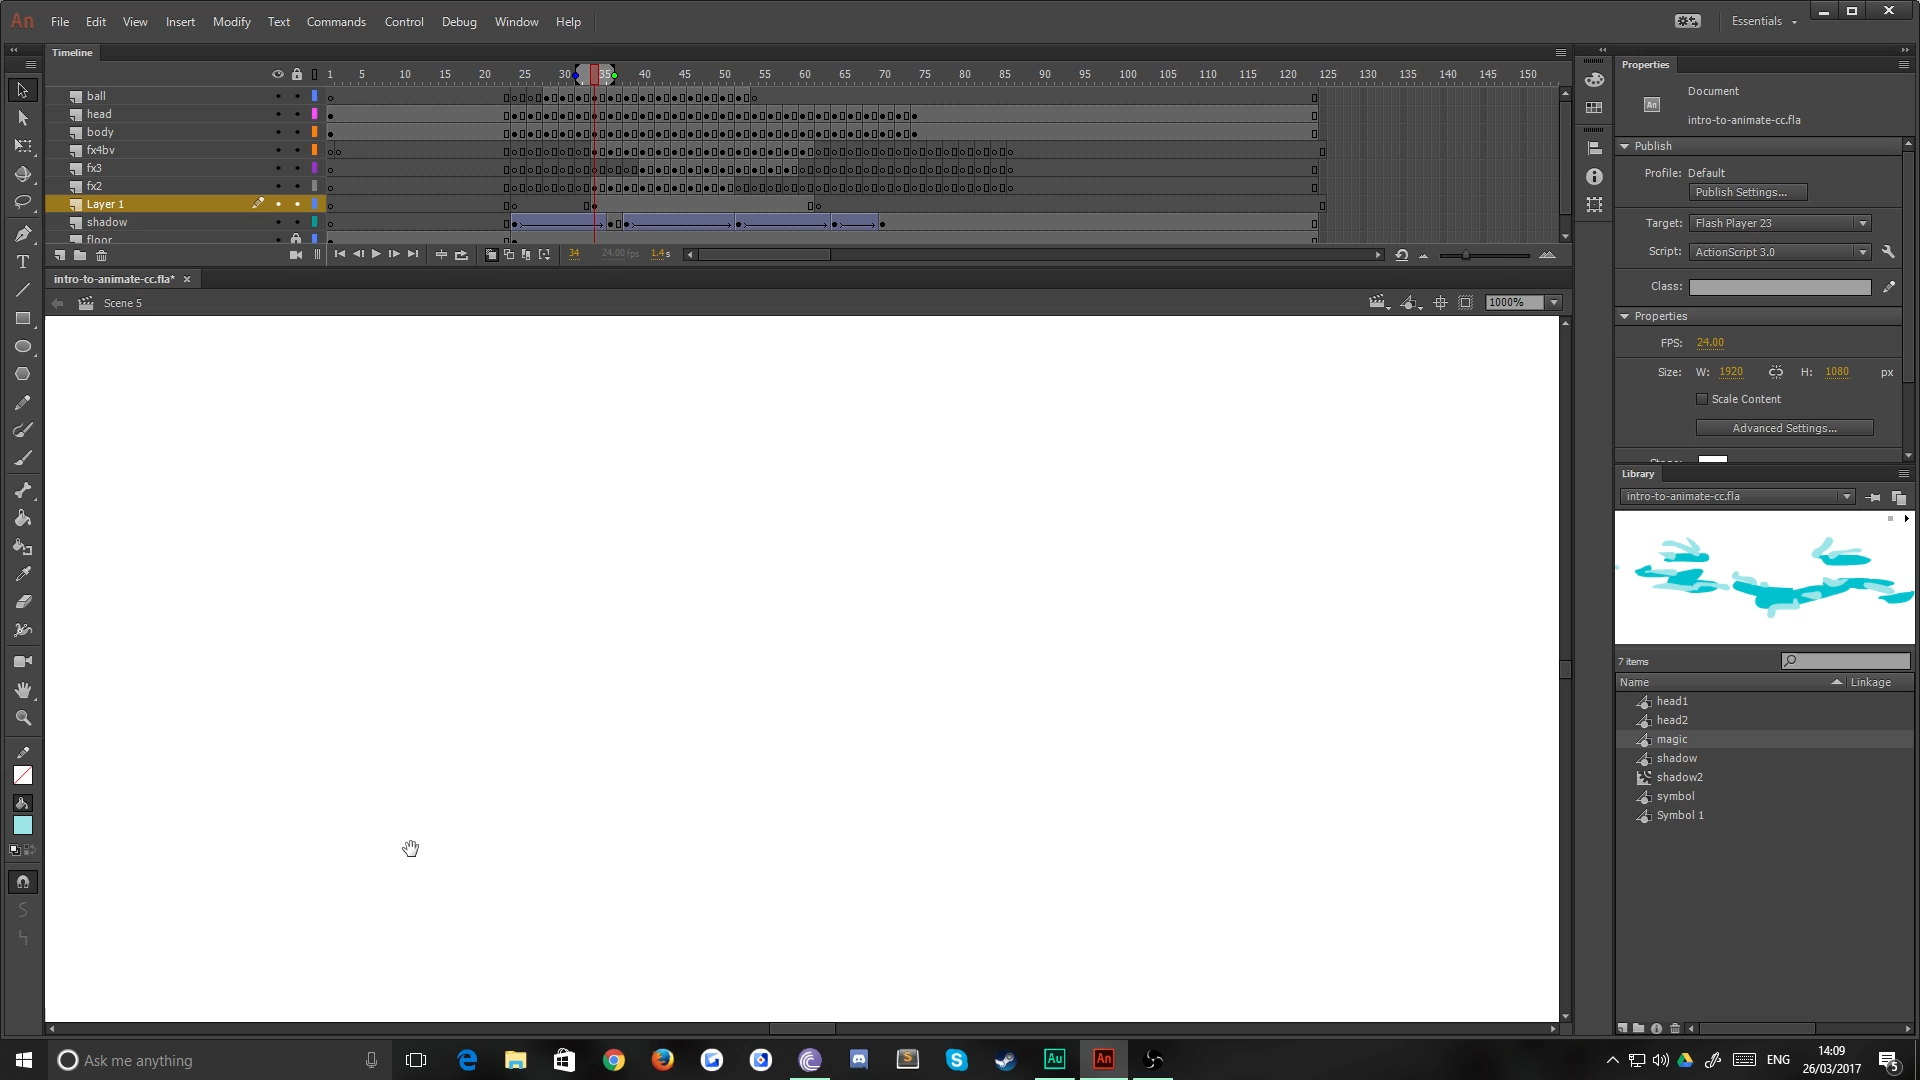 An File Edit View Insert Modify Text Commands Control Debug Window Help Essentials
Timeline
1 5 10 15 20 25 30 35 40 45 50 55 60 65 70 75 80 85 90 95 100 105 110 115 120 125 130 135 140 145 150
ball
head
body
fx4bv
fx3
fx2
Layer 1
shadow
floor
34 24.00 fps 1.4 s
intro-to-animate-cc.fla*
Scene 5
1000%
Properties
Document
An
intro-to-animate-cc.fla
Publish
Profile: Default
Publish Settings...
Target: Flash Player 23
Script: ActionScript 3.0
Class:
Properties
FPS: 24.00
Size: W: 1920 H: 1080 px
Scale Content
Advanced Settings...
Library
intro-to-animate-cc.fla
7 items
Name Linkage
head1
head2
magic
shadow
shadow2
symbol
Symbol 1
Ask me anything
Au An
ENG
14:09
26/03/2017
5